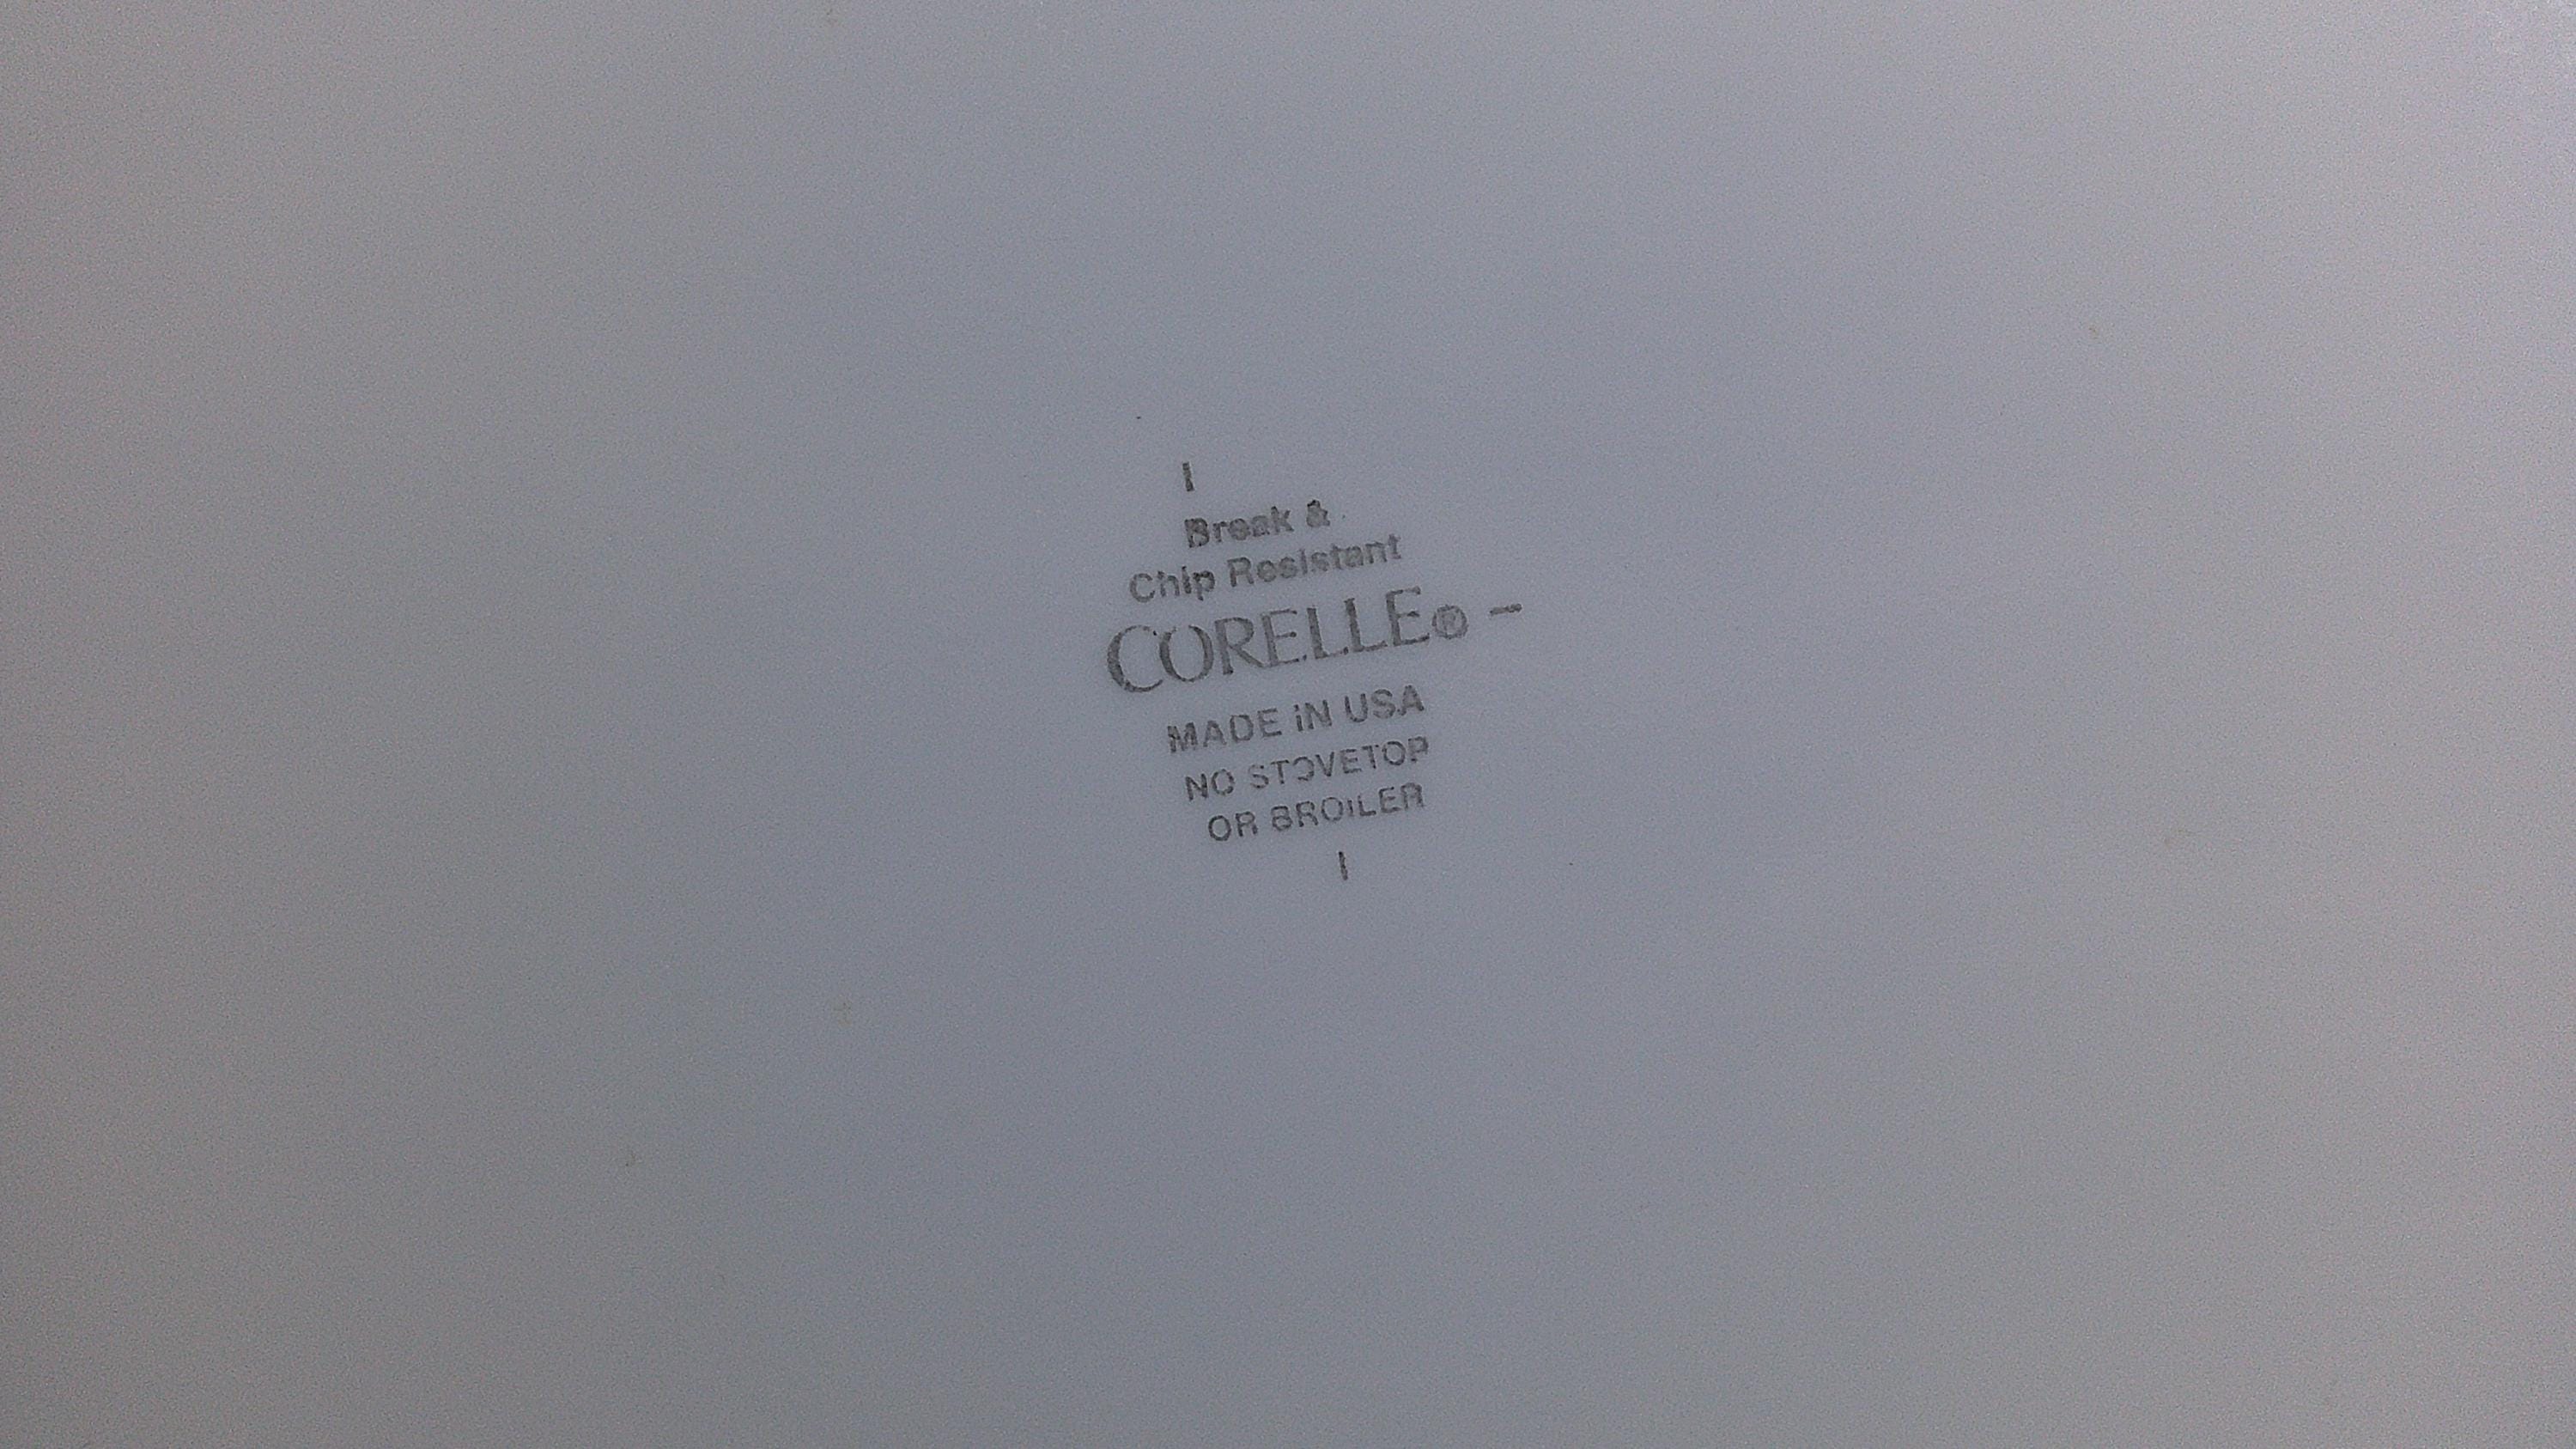 Break &
Chip Resistant
CORELLE® -
MADE IN USA
NO STOVETOP
OR BROILER